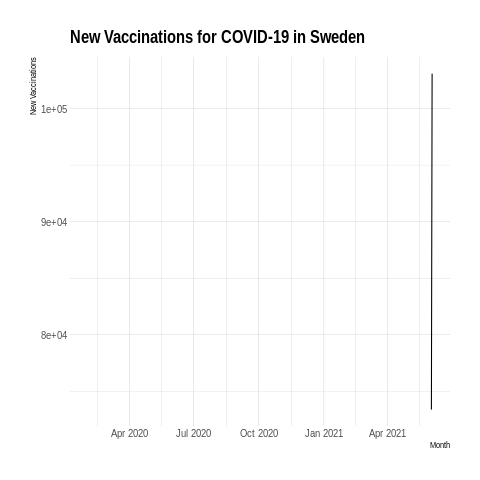 New Vaccinations for COVID-19 in Sweden
New Vaccinations
1e+05
9e+04
8e+04
Apr 2020 Jul 2020 Oct 2020 Jan 2021 Apr 2021
Month